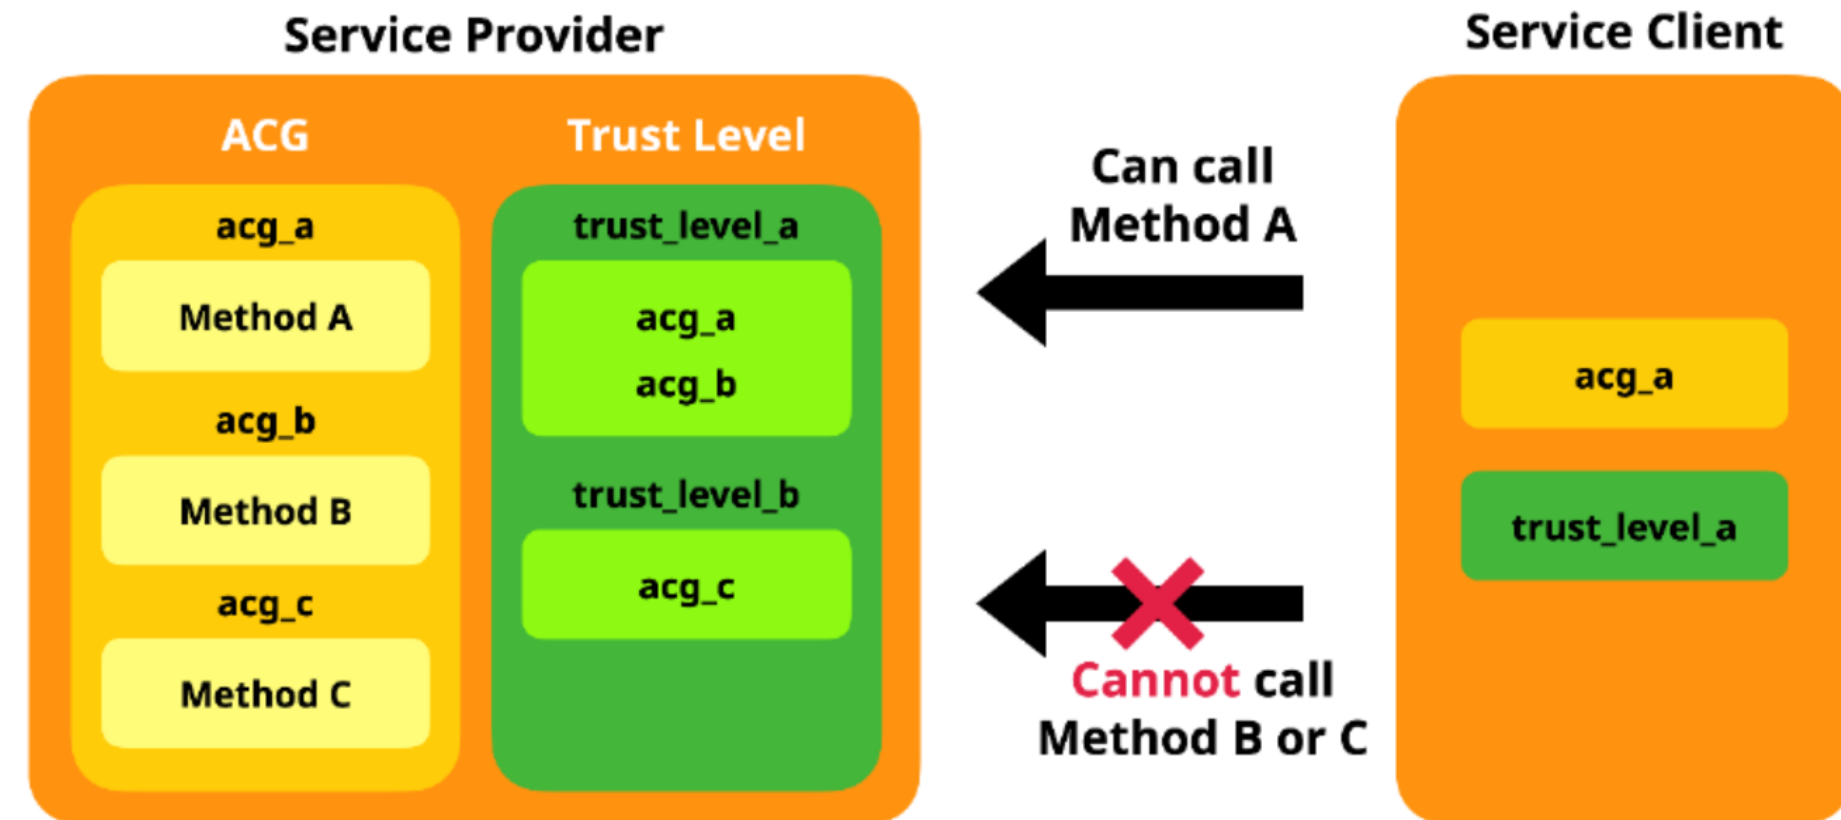 Service Provider
ACG
acg_a
Method A
acg_b
Method B
acg_c
Method C
Trust Level
trust_level_a
acg_a
acg_b
trust_level_b
acg_c
Can call
Method A
Cannot call
Method B or C
Service Client
acg_a
trust_level_a